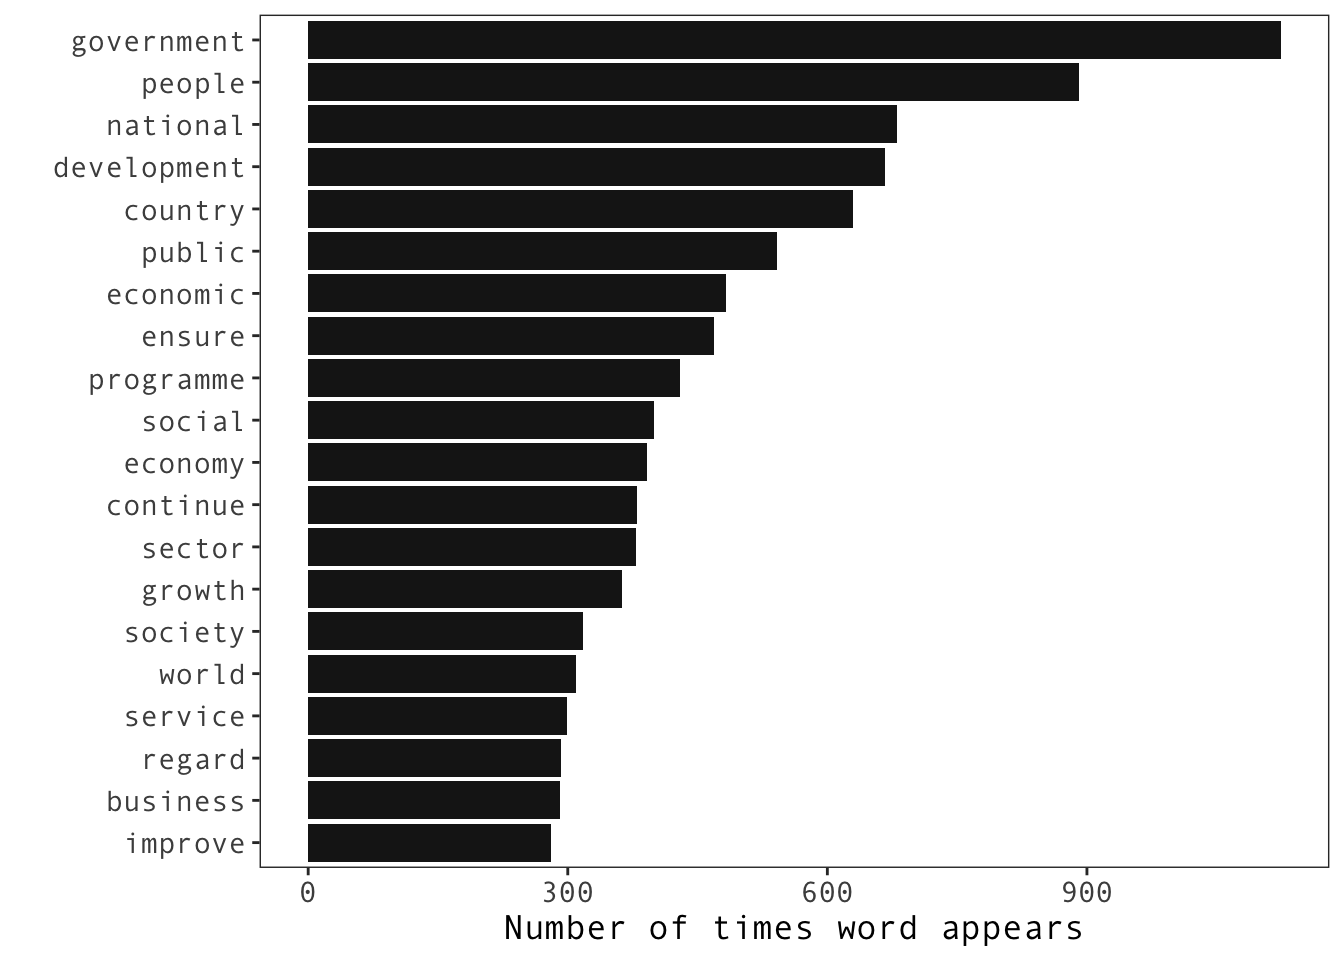 government
people
national
development
country
public
economic
ensure
programme
social
economy
continue
sector
growth
society
world
service
regard
business
improve
0 300 600 900
Number of times word appears